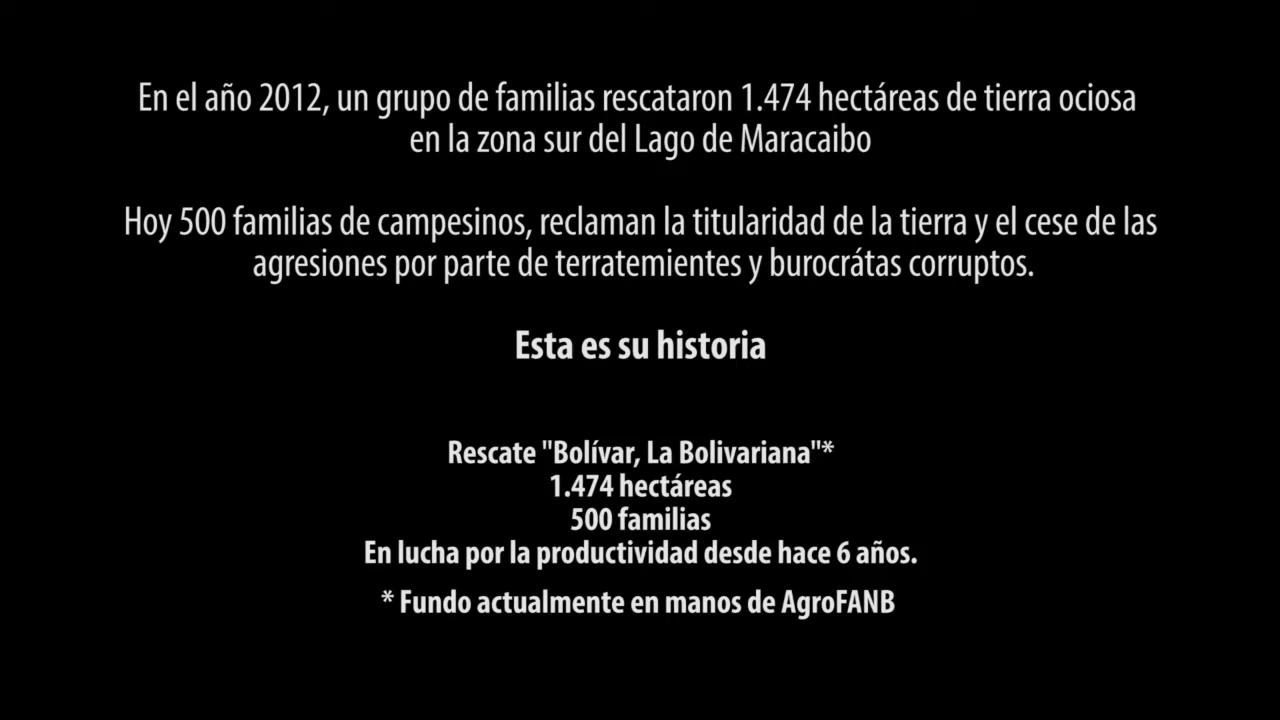 En el año 2012, un grupo de familias rescataron 1.474 hectáreas de tierra ociosa
en la zona sur del Lago de Maracaibo
Hoy 500 familias de campesinos, reclaman la titularidad de la tierra y el cese de las
agresiones por parte de terratemientes y burocrátas corruptos.
Esta es su historia
Rescate "Bolívar, La Bolivariana"*
1.474 hectáreas
500 familias
En lucha por la productividad desde hace 6 años.
* Fundo actualmente en manos de AgroFANB